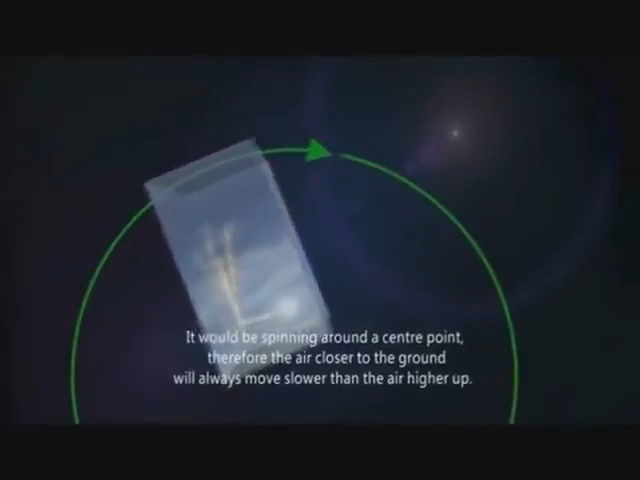 It would be spinning around a centre point,
therefore the air closer to the ground
will always move slower than the air higher up.